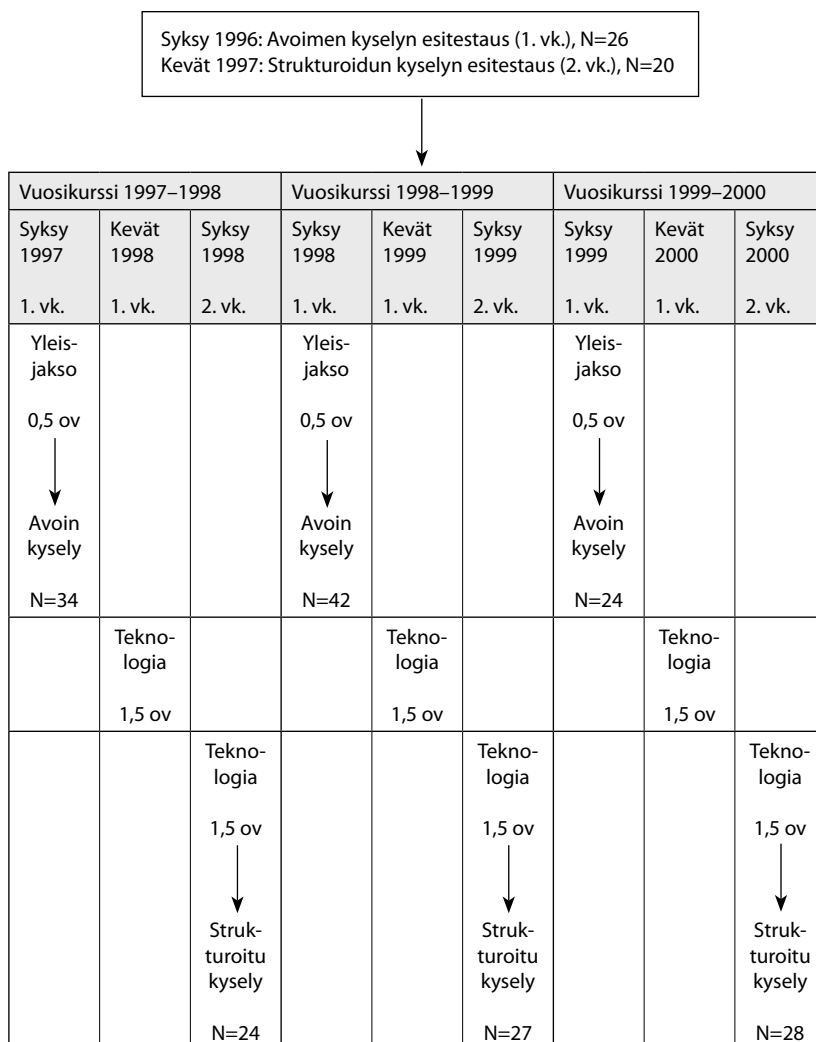 Syksy 1996: Avoimen kyselyn esitestaus (1. vk.), N=26
Kevät 1997: Strukturoidun kyselyn esitestaus (2. vk.), N=20
Vuosikurssi 1997–1998
Vuosikurssi 1998–1999
Vuosikurssi 1999–2000
Syksy
1997
1. vk.
Kevät
1998
1. vk.
Syksy
1998
2. vk.
Syksy
1998
1. vk.
Kevät
1999
1. vk.
Syksy
1999
2. vk.
Syksy
1999
1. vk.
Kevät
2000
1. vk.
Syksy
2000
2. vk.
Yleis-
jakso
0,5 ov
Avoin
kysely
N=34
Yleis-
jakso
0,5 ov
Avoin
kysely
N=42
Yleis-
jakso
0,5 ov
Avoin
kysely
N=24
Tekno-
logia
1,5 ov
Tekno-
logia
1,5 ov
Tekno-
logia
1,5 ov
Tekno-
logia
1,5 ov
Struk-
turoitu
kysely
N=24
Tekno-
logia
1,5 ov
Struk-
turoitu
kysely
N=27
Tekno-
logia
1,5 ov
Struk-
turoitu
kysely
N=28